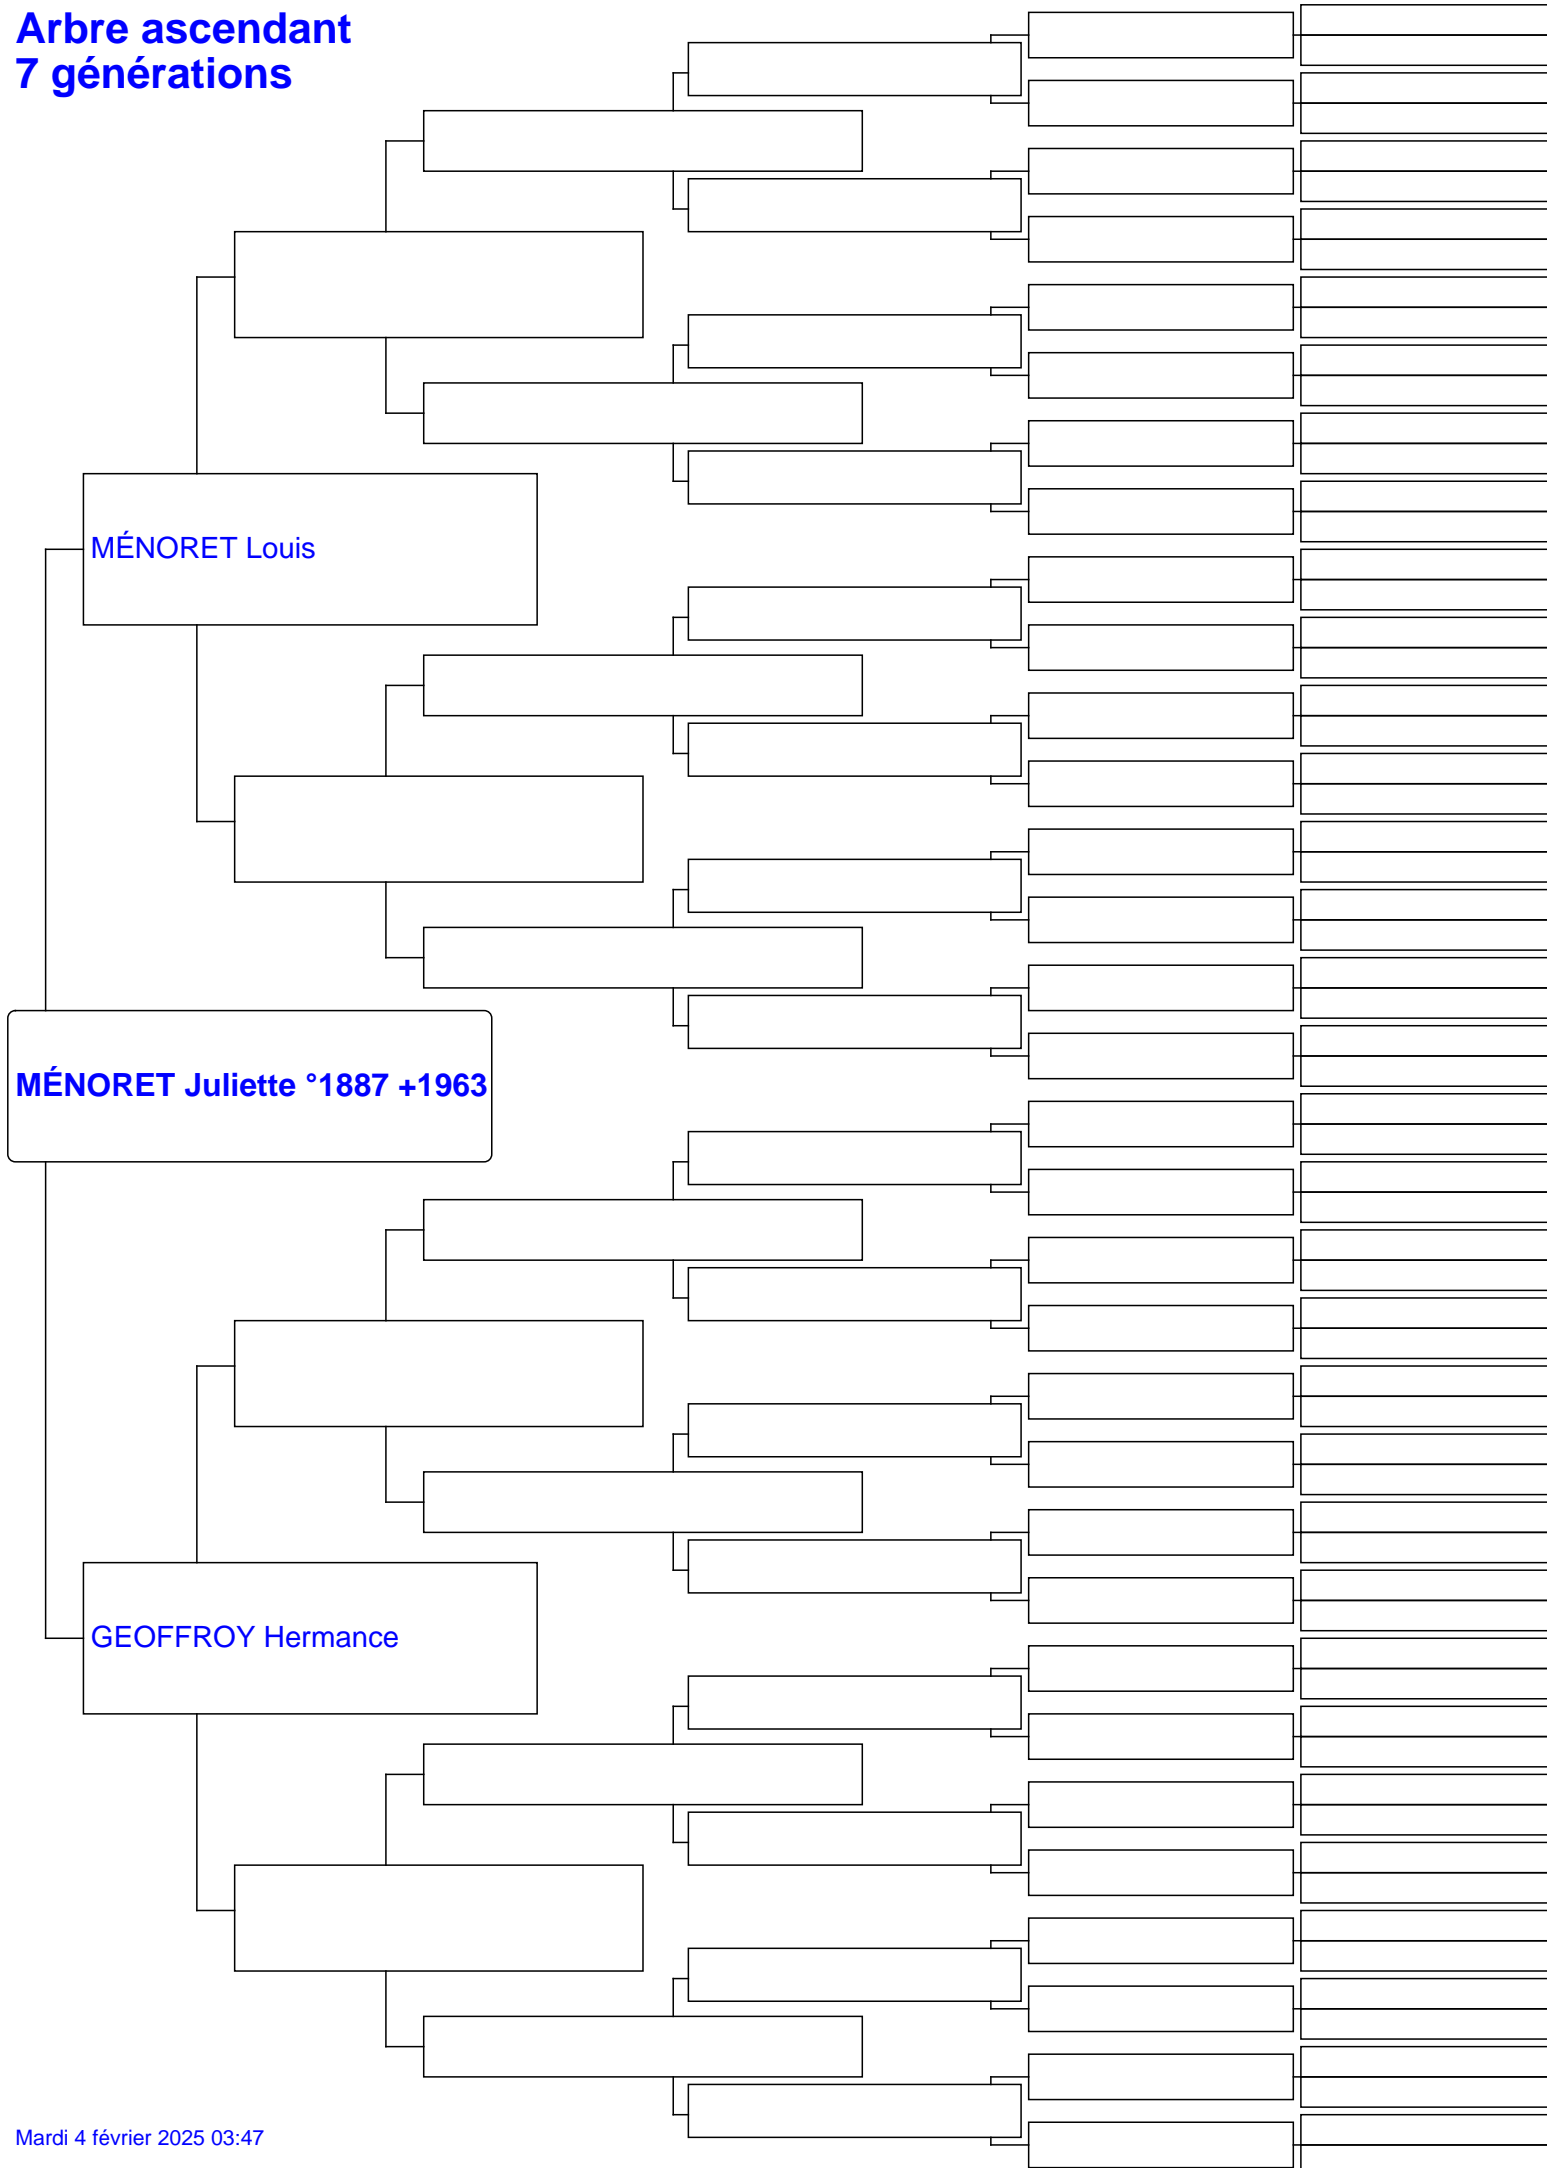 Arbre ascendant
7 générations
MÉNORET Louis
MÉNORET Juliette °1887 +1963
GEOFFROY Hermance
Mardi 4 février 2025 03:47